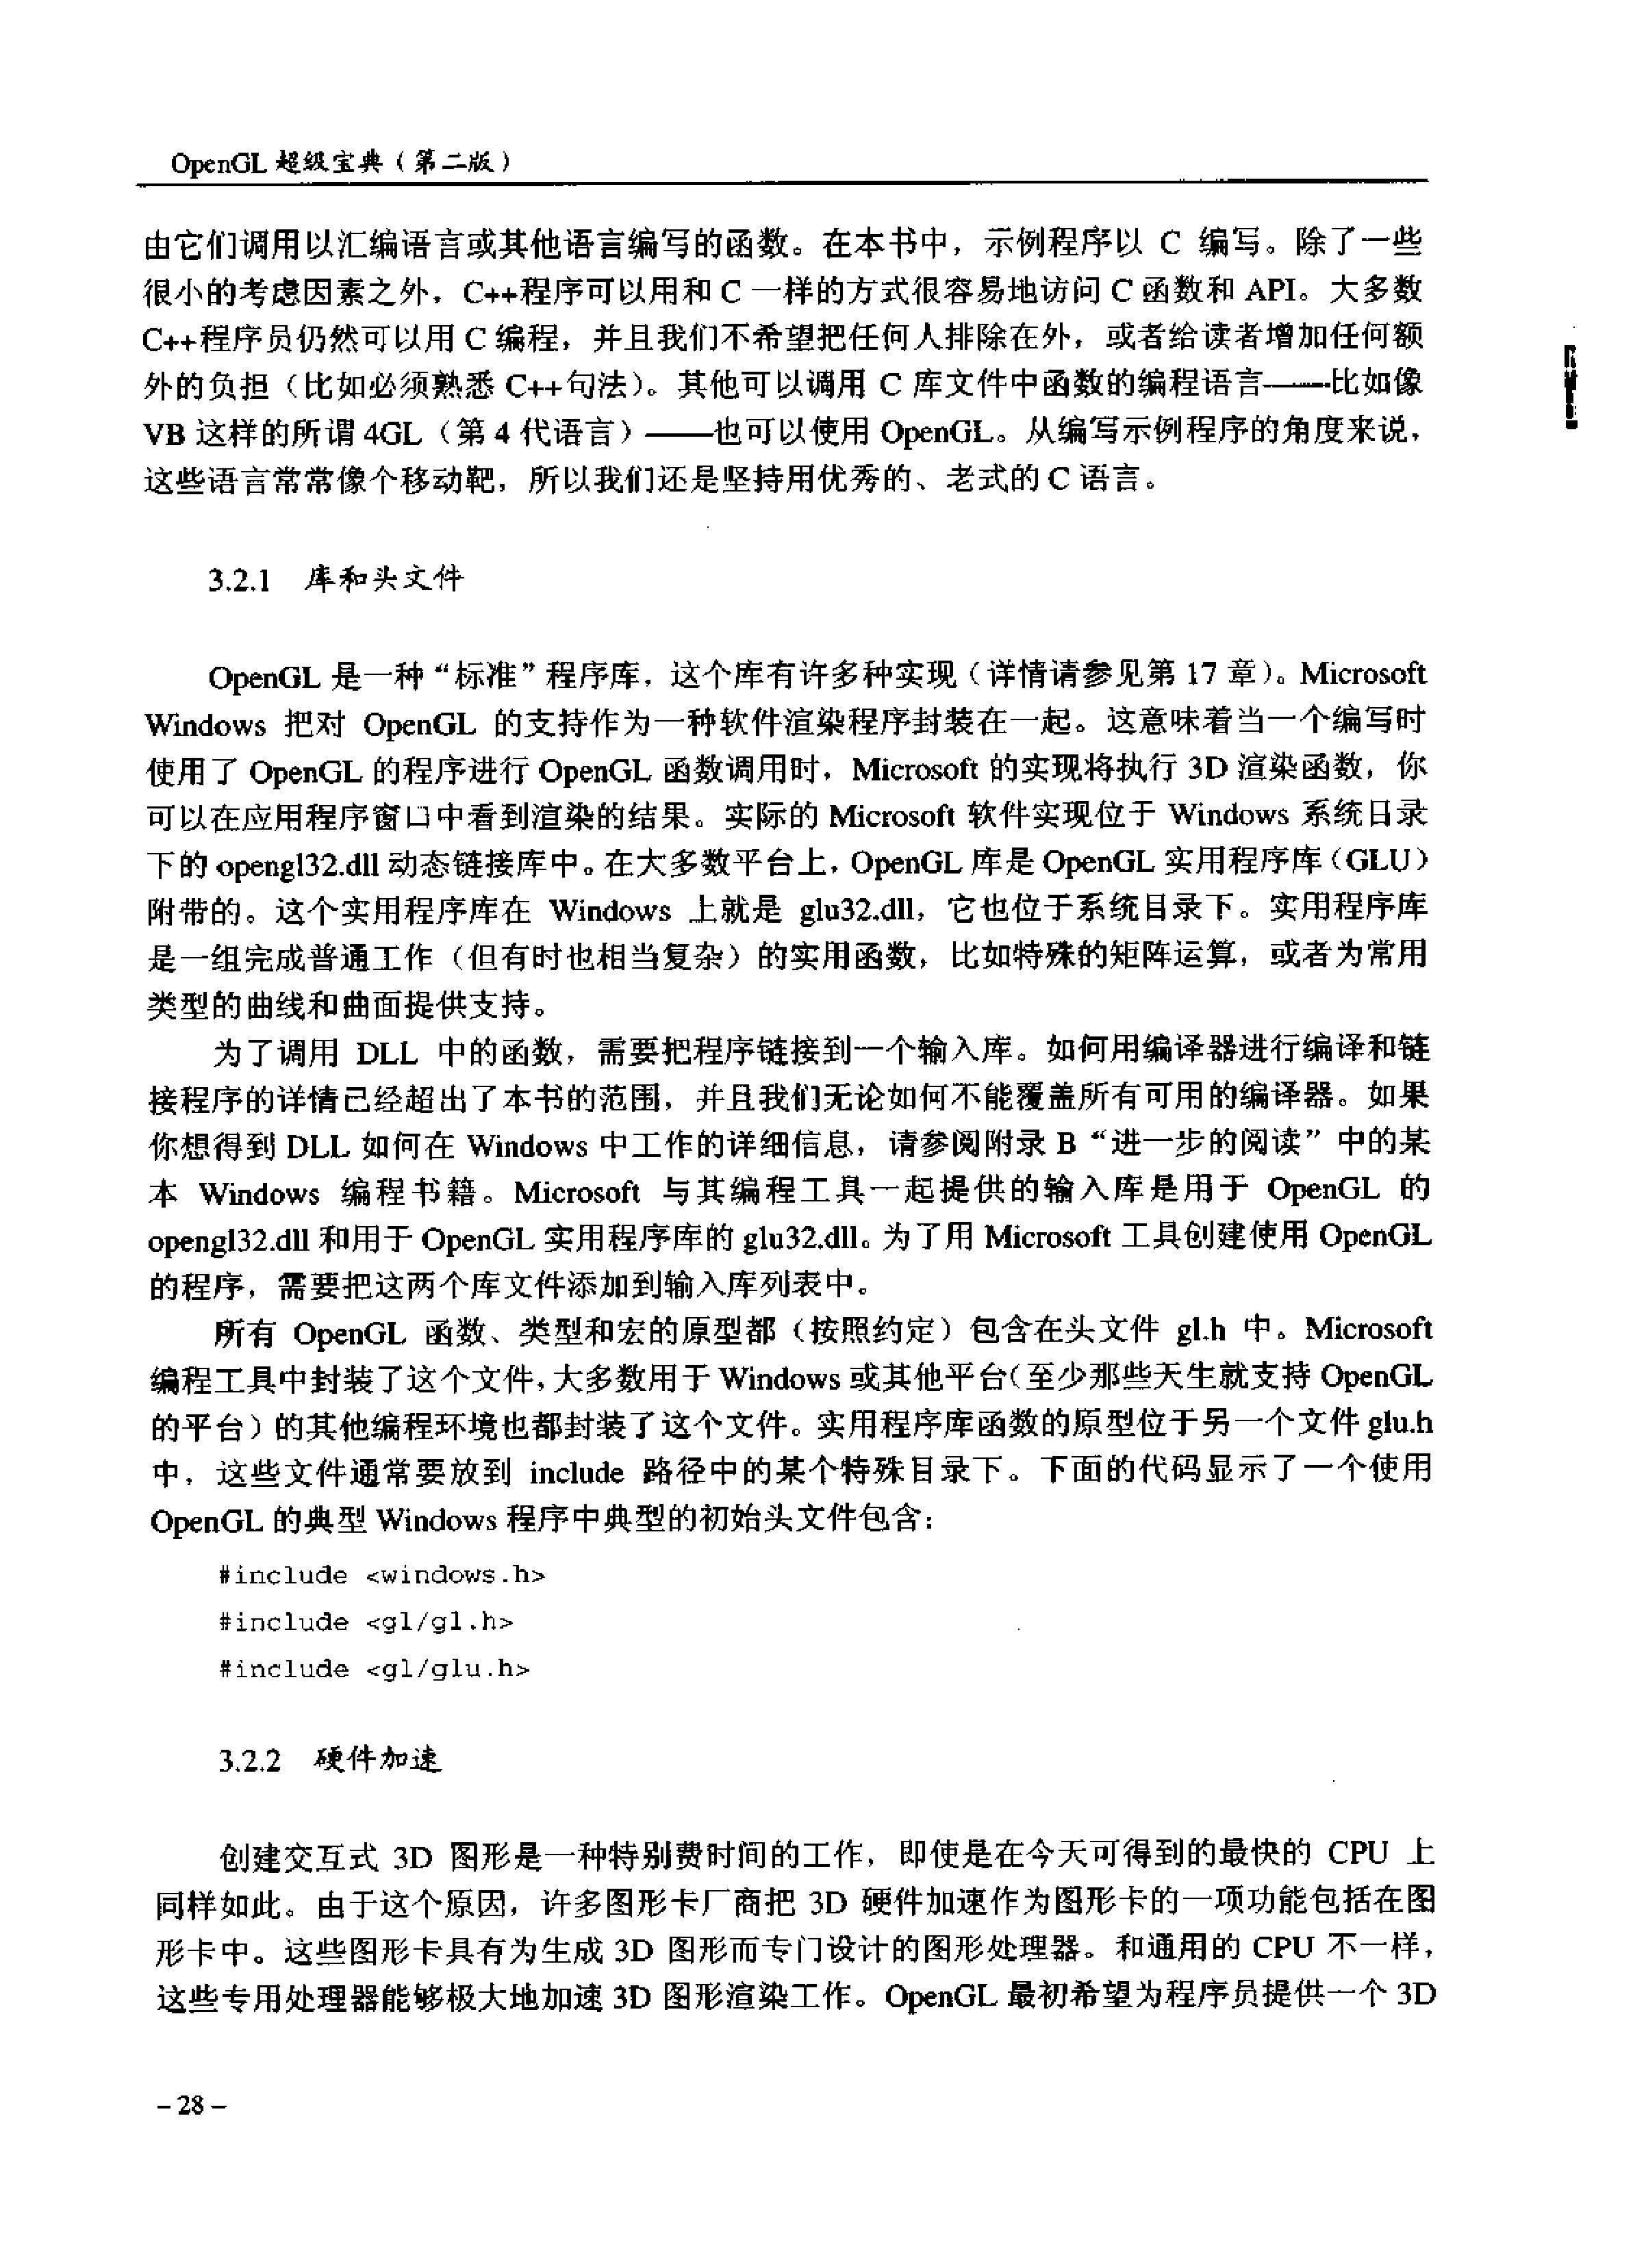 OpenGL 超级宝典（第二版）
由它们调用以汇编语言或其他语言编写的函数。在本书中，示例程序以 C 编写。除了一些
很小的考虑因素之外，C++程序可以用和 C 一样的方式很容易地访问 C 函数和 API。大多数
C++程序员仍然可以用 C 编程，并且我们不希望把任何人排除在外，或者给读者增加任何额
外的负担（比如必须熟悉 C++句法）。其他可以调用 C 库文件中函数的编程语言——比如像
VB 这样的所谓 4GL（第 4 代语言）——也可以使用 OpenGL。从编写示例程序的角度来说，
这些语言常常像个移动靶，所以我们还是坚持用优秀的、老式的 C 语言。
3.2.1 库和头文件
OpenGL 是一种“标准”程序库，这个库有许多种实现（详情请参见第 17 章）。Microsoft
Windows 把对 OpenGL 的支持作为一种软件渲染程序封装在一起。这意味着当一个编写时
使用了 OpenGL 的程序进行 OpenGL 函数调用时，Microsoft 的实现将执行 3D 渲染函数，你
可以在应用程序窗口中看到渲染的结果。实际的 Microsoft 软件实现位于 Windows 系统目录
下的 opengl32.dll 动态链接库中。在大多数平台上，OpenGL 库是 OpenGL 实用程序库（GLU）
附带的。这个实用程序库在 Windows 上就是 glu32.dll，它也位于系统目录下。实用程序库
是一组完成普通工作（但有时也相当复杂）的实用函数，比如特殊的矩阵运算，或者为常用
类型的曲线和曲面提供支持。
为了调用 DLL 中的函数，需要把程序链接到一个输入库。如何用编译器进行编译和链
接程序的详情已经超出了本书的范围，并且我们无论如何不能覆盖所有可用的编译器。如果
你想得到 DLL 如何在 Windows 中工作的详细信息，请参阅附录 B“进一步的阅读”中的某
本 Windows 编程书籍。Microsoft 与其编程工具一起提供的输入库是用于 OpenGL 的
opengl32.dll 和用于 OpenGL 实用程序库的 glu32.dll。为了用 Microsoft 工具创建使用 OpenGL
的程序，需要把这两个库文件添加到输入库列表中。
所有 OpenGL 函数、类型和宏的原型都（按照约定）包含在头文件 gl.h 中。Microsoft
编程工具中封装了这个文件，大多数用于 Windows 或其他平台（至少那些天生就支持 OpenGL
的平台）的其他编程环境也都封装了这个文件。实用程序库函数的原型位于另一个文件 glu.h
中，这些文件通常要放到 include 路径中的某个特殊目录下。下面的代码显示了一个使用
OpenGL 的典型 Windows 程序中典型的初始头文件包含：
#include <windows.h>
#include <gl/gl.h>
#include <gl/glu.h>
3.2.2 硬件加速
创建交互式 3D 图形是一种特别费时间的工作，即使是在今天可得到的最快的 CPU 上
同样如此。由于这个原因，许多图形卡厂商把 3D 硬件加速作为图形卡的一项功能包括在图
形卡中。这些图形卡具有为生成 3D 图形而专门设计的图形处理器。和通用的 CPU 不一样，
这些专用处理器能够极大地加速 3D 图形渲染工作。OpenGL 最初希望为程序员提供一个 3D
– 28 –